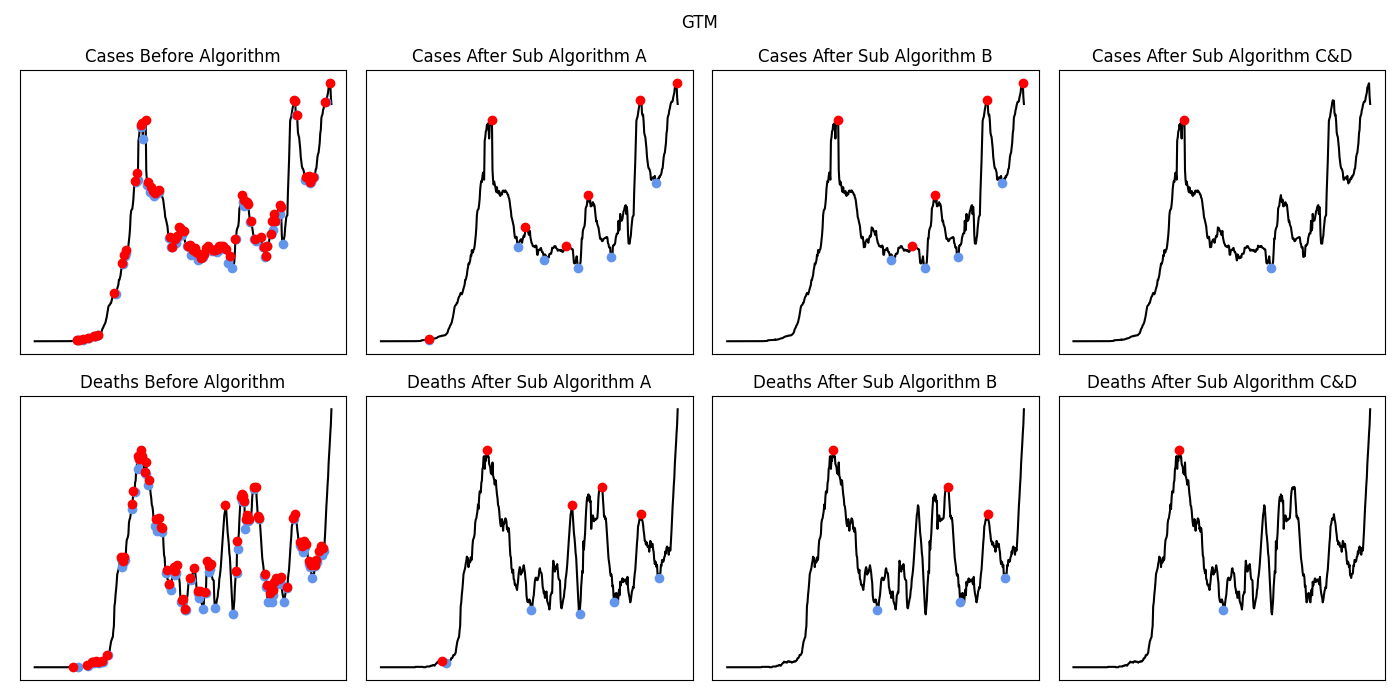 GTM
Cases Before Algorithm
Cases After Sub Algorithm A
Cases After Sub Algorithm B
Cases After Sub Algorithm C&D
Deaths Before Algorithm
Deaths After Sub Algorithm A
Deaths After Sub Algorithm B
Deaths After Sub Algorithm C&D